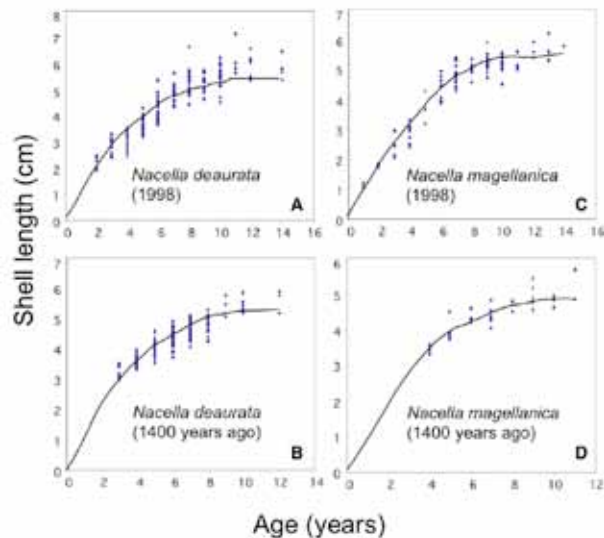 8
7
6
5
4
3
2
1
0
Nacella deaurata
(1998)
A
0 2 4 6 8 10 12 14 16
7
6
5
4
3
2
1
0
Nacella magellanica
(1998)
C
0 2 4 6 8 10 12 14 16
Shell length (cm)
6
5
4
3
2
1
0
Nacella deaurata
(1400 years ago)
B
0 2 4 6 8 10 12 14
6
5
4
3
2
1
0
Nacella magellanica
(1400 years ago)
D
0 2 4 6 8 10 12
Age (years)